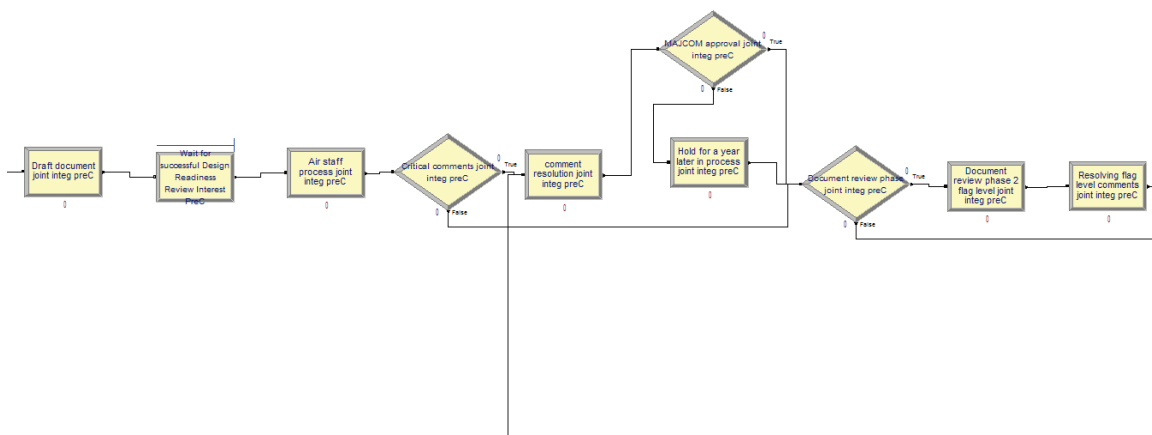 Draft document
joint integ preC
0
Wait for
successful Design
Readiness
Review Interest
PreC
Air staff
process joint
integ preC
0
Critical comments joint
integ preC
0
True
0
False
comment
resolution joint
integ preC
0
MAJCOM approval joint
integ preC
0
True
0
False
Hold for a year
later in process
joint integ preC
0
Document review phase
joint integ preC
0
True
0
False
Document
review phase 2
flag level joint
integ preC
0
Resolving flag
level comments
joint integ preC
0